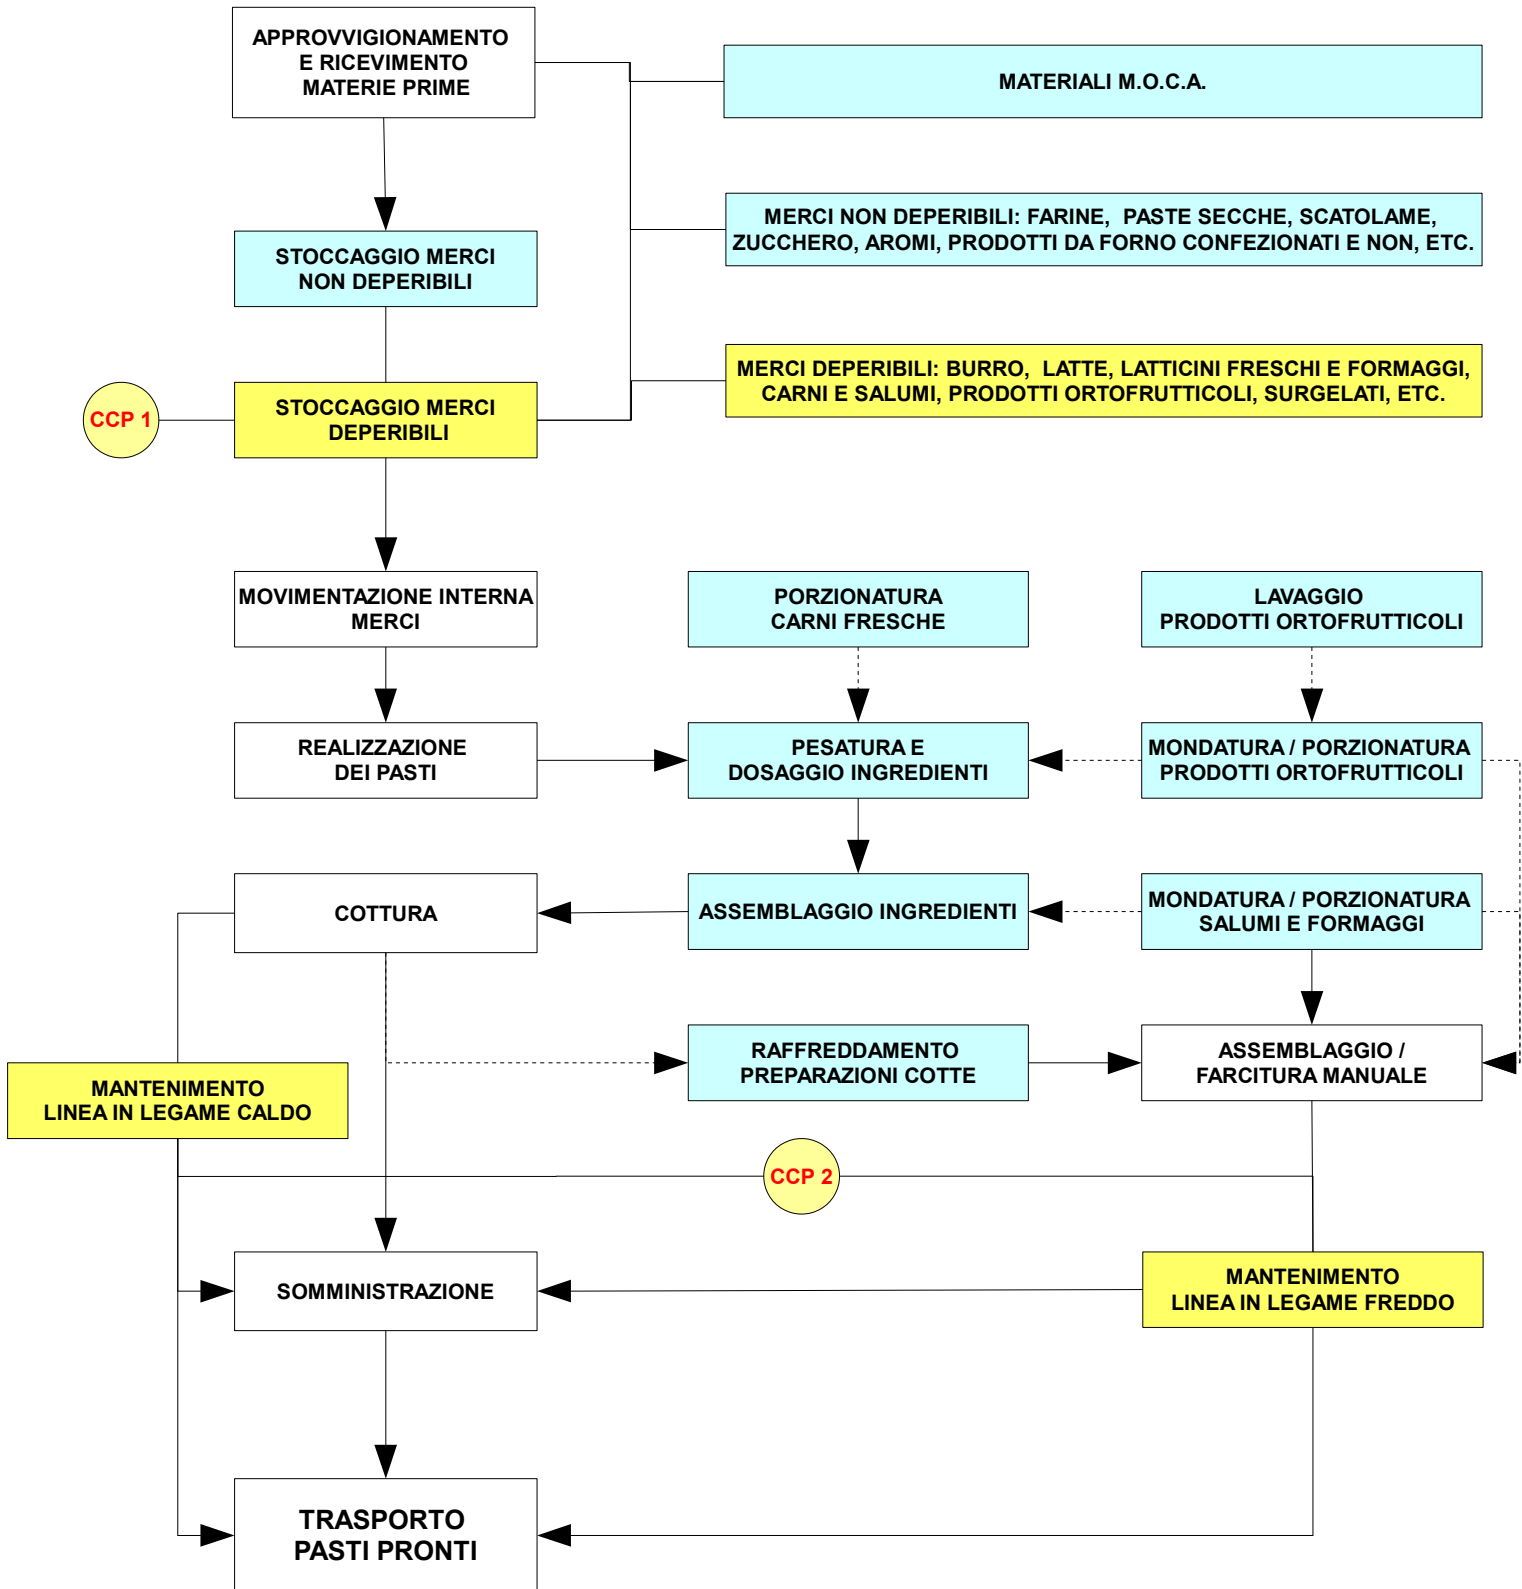 APPROVVIGIONAMENTO
E RICEVIMENTO
MATERIE PRIME
MATERIALI M.O.C.A.
MERCI NON DEPERIBILI: FARINE, PASTE SECCHE, SCATOLAME,
ZUCCHERO, AROMI, PRODOTTI DA FORNO CONFEZIONATI E NON, ETC.
STOCCAGGIO MERCI
NON DEPERIBILI
MERCI DEPERIBILI: BURRO, LATTE, LATTICINI FRESCHI E FORMAGGI,
CARNI E SALUMI, PRODOTTI ORTOFRUTTICOLI, SURGELATI, ETC.
CCP 1
STOCCAGGIO MERCI
DEPERIBILI
MOVIMENTAZIONE INTERNA
MERCI
PORZIONATURA
CARNI FRESCHE
LAVAGGIO
PRODOTTI ORTOFRUTTICOLI
REALIZZAZIONE
DEI PASTI
PESATURA E
DOSAGGIO INGREDIENTI
MONDATURA / PORZIONATURA
PRODOTTI ORTOFRUTTICOLI
COTTURA
ASSEMBLAGGIO INGREDIENTI
MONDATURA / PORZIONATURA
SALUMI E FORMAGGI
MANTENIMENTO
LINEA IN LEGAME CALDO
RAFFREDDAMENTO
PREPARAZIONI COTTE
ASSEMBLAGGIO /
FARCITURA MANUALE
CCP 2
SOMMINISTRAZIONE
MANTENIMENTO
LINEA IN LEGAME FREDDO
TRASPORTO
PASTI PRONTI